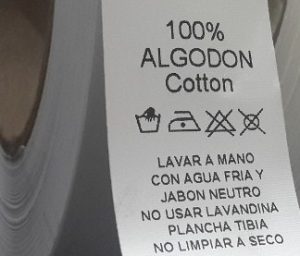 100%
ALGODON
Cotton
LAVAR A MANO
CON AGUA FRIA Y
JABON NEUTRO
NO USAR LAVANDINA
PLANCHA TIBIA
NO LIMPIAR A SECO